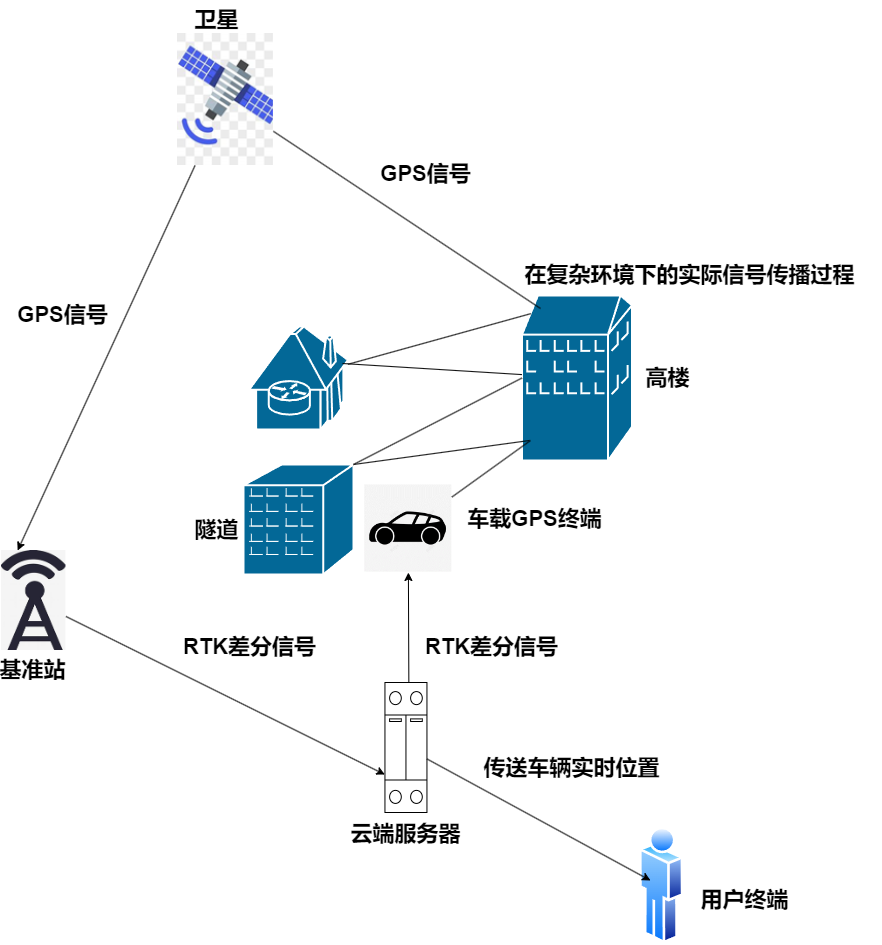 卫星
GPS信号
在复杂环境下的实际信号传播过程
GPS信号
高楼
车载GPS终端
隧道
RTK差分信号
RTK差分信号
基准站
传送车辆实时位置
云端服务器
用户终端